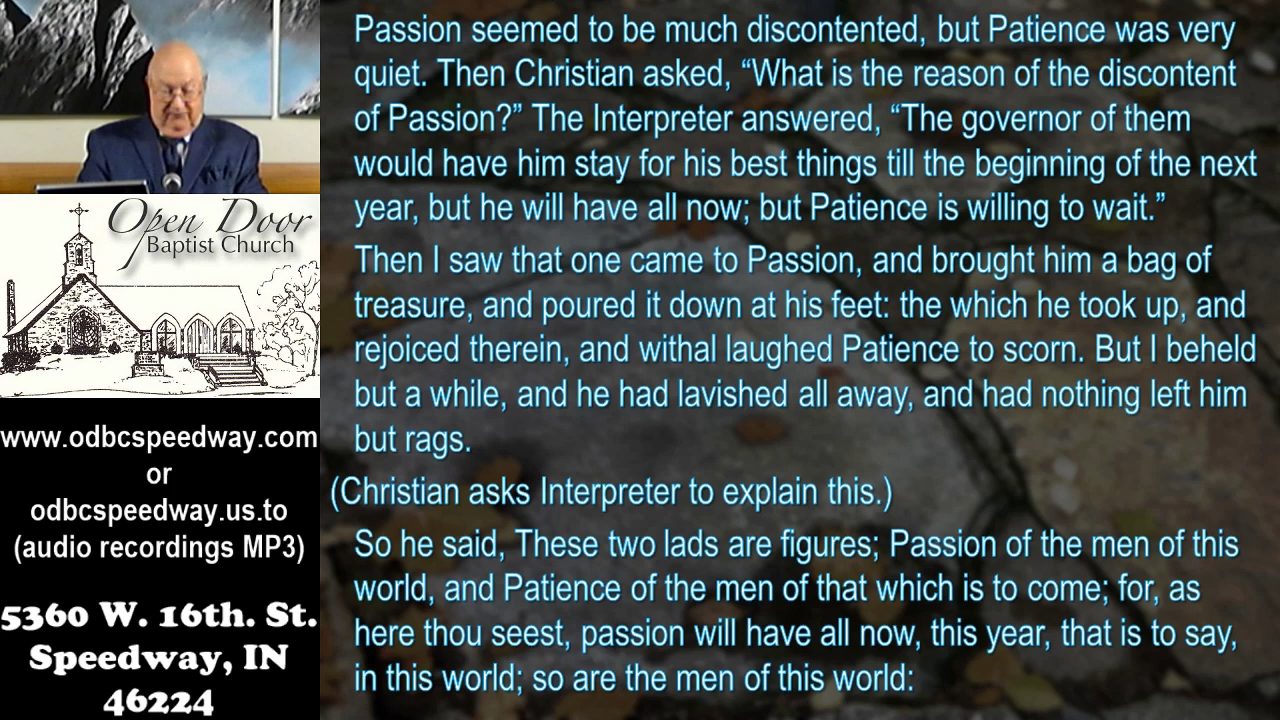 Open Door
Baptist Church
www.odbcspeedway.com
or
odbcspeedway.us.to
(audio recordings MP3)
5360 W. 16th. St.
Speedway, IN
46224
Passion seemed to be much discontented, but Patience was very
quiet. Then Christian asked, “What is the reason of the discontent
of Passion?” The Interpreter answered, “The governor of them
would have him stay for his best things till the beginning of the next
year, but he will have all now; but Patience is willing to wait.”
Then I saw that one came to Passion, and brought him a bag of
treasure, and poured it down at his feet: the which he took up, and
rejoiced therein, and withal laughed Patience to scorn. But I beheld
but a while, and he had lavished all away, and had nothing left him
but rags.
(Christian asks Interpreter to explain this.)
So he said, These two lads are figures; Passion of the men of this
world, and Patience of the men of that which is to come; for, as
here thou seest, passion will have all now, this year, that is to say,
in this world; so are the men of this world: